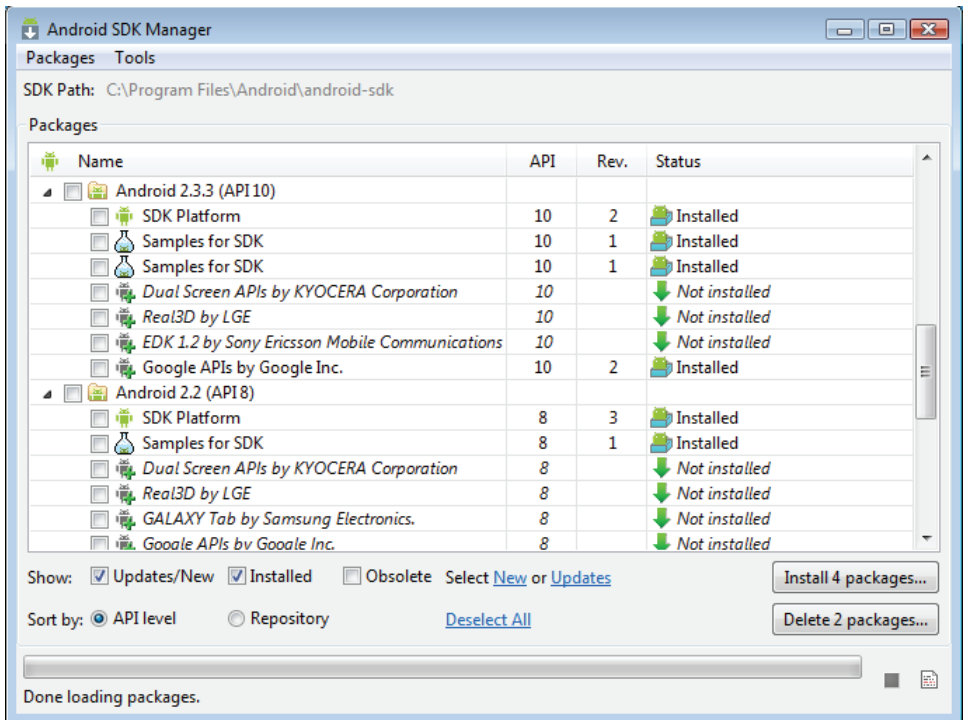 Android SDK Manager
Packages Tools
SDK Path: C:\Program Files\Android\android-sdk
Packages
Name API Rev. Status
Android 2.3.3 (API 10)
SDK Platform 10 2 Installed
Samples for SDK 10 1 Installed
Samples for SDK 10 1 Installed
Dual Screen APIs by KYOCERA Corporation 10 Not installed
Real3D by LGE 10 Not installed
EDK 1.2 by Sony Ericsson Mobile Communications 10 Not installed
Google APIs by Google Inc. 10 2 Installed
Android 2.2 (API 8)
SDK Platform 8 3 Installed
Samples for SDK 8 1 Installed
Dual Screen APIs by KYOCERA Corporation 8 Not installed
Real3D by LGE 8 Not installed
GALAXY Tab by Samsung Electronics. 8 Not installed
Google APIs by Google Inc. 8 Not installed
Show: Updates/New Installed Obsolete Select New or Updates Install 4 packages...
Sort by: API level Repository Deselect All Delete 2 packages...
Done loading packages.